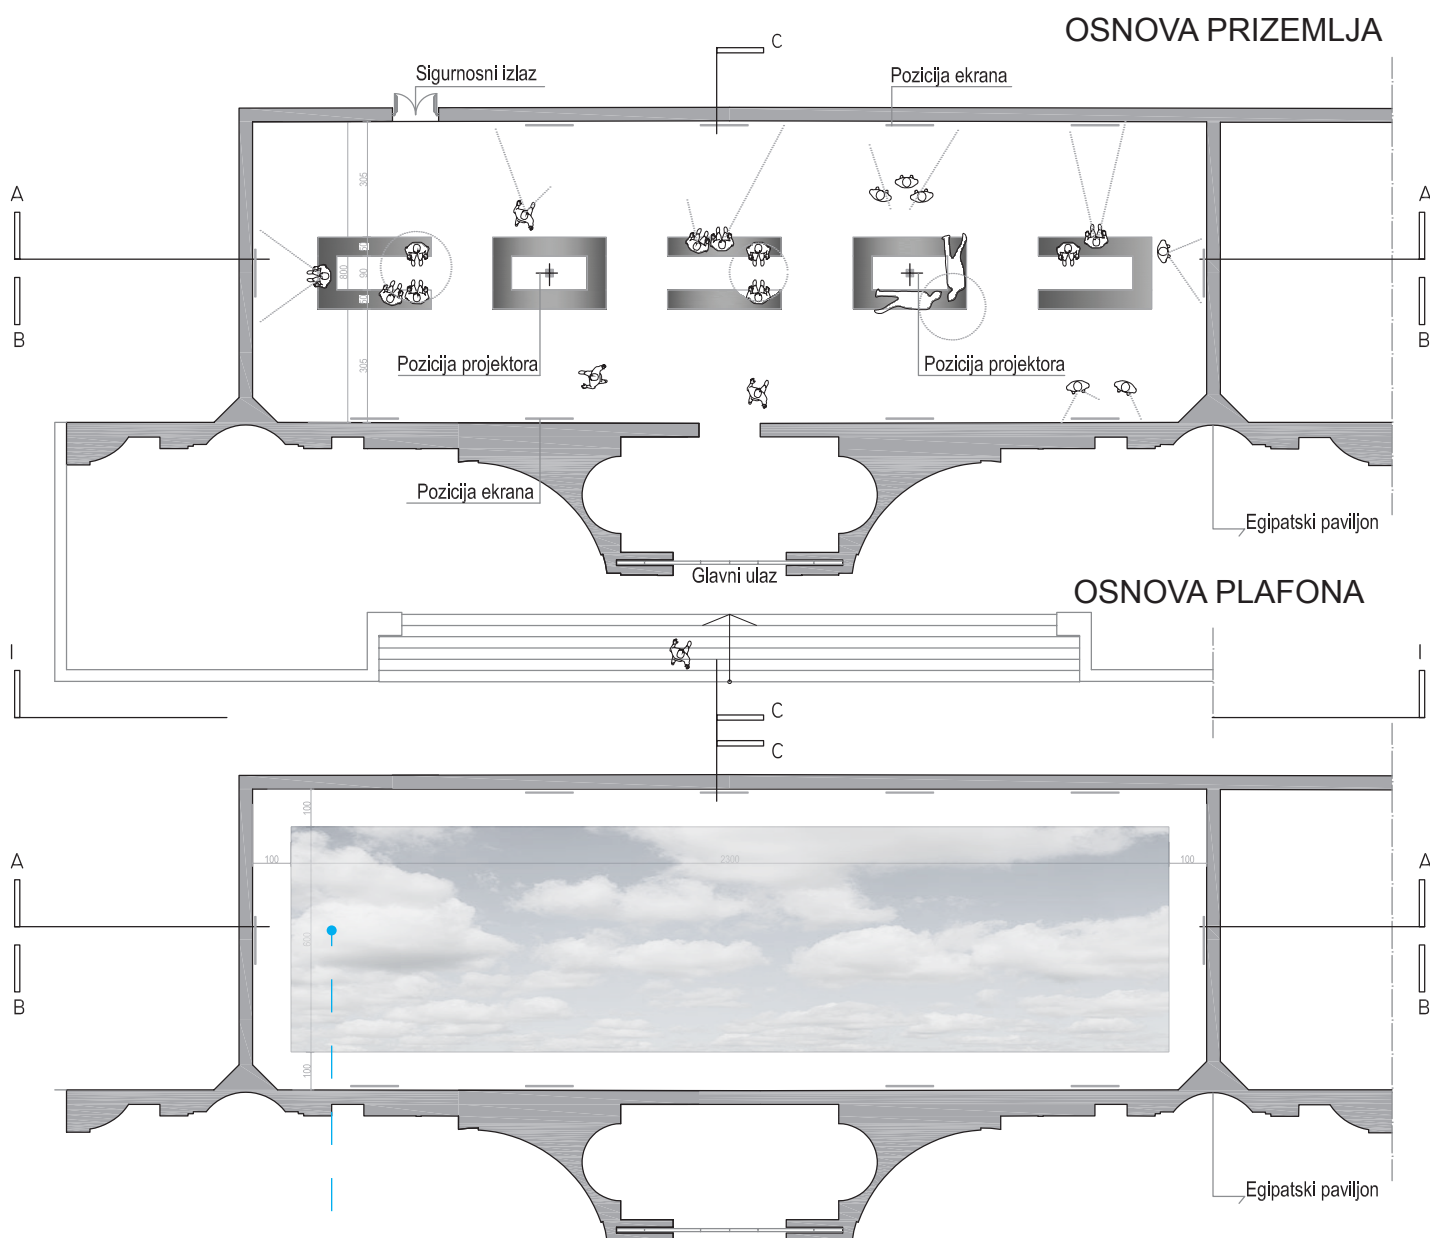 OSNOVA PRIZEMLJA
C
Sigurnosni izlaz
Pozicija ekrana
A
A
305
800
90
305
B
B
Pozicija projektora
Pozicija projektora
Pozicija ekrana
Egipatski paviljon
Glavni ulaz
OSNOVA PLAFONA
I
I
C
C
100
A
100
2300
100
A
600
B
B
100
Egipatski paviljon